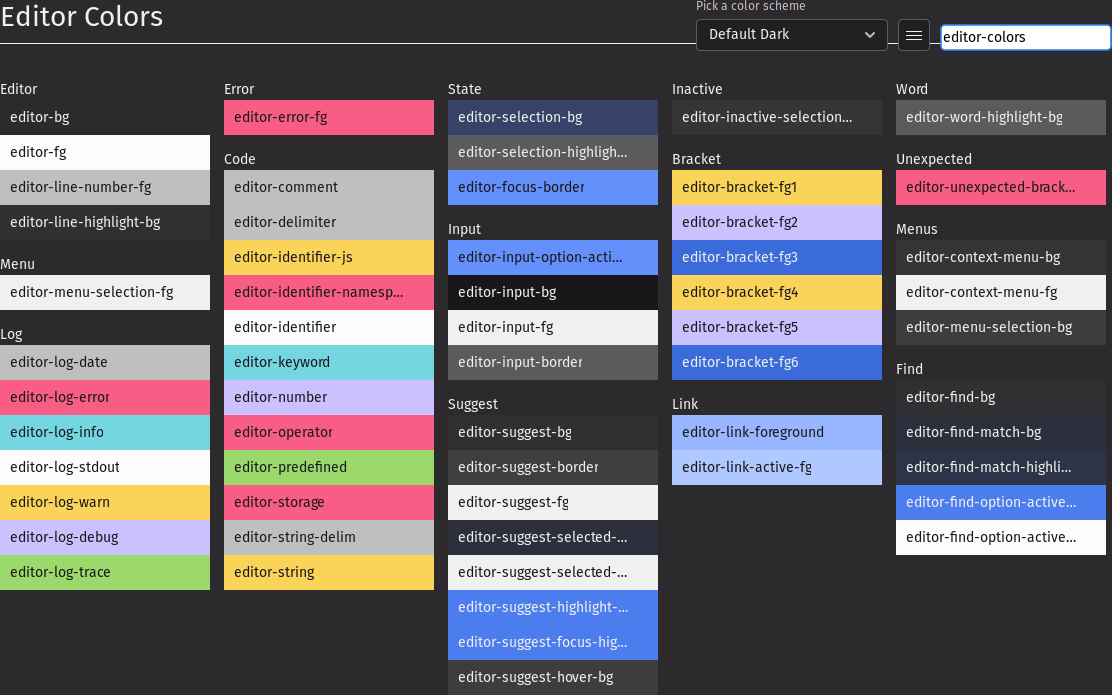 Editor Colors
Pick a color scheme
Default Dark
editor-colors
Editor
editor-bg
editor-fg
editor-line-number-fg
editor-line-highlight-bg
Menu
editor-menu-selection-fg
Log
editor-log-date
editor-log-error
editor-log-info
editor-log-stdout
editor-log-warn
editor-log-debug
editor-log-trace
Error
editor-error-fg
Code
editor-comment
editor-delimiter
editor-identifier-js
editor-identifier-namesp...
editor-identifier
editor-keyword
editor-number
editor-operator
editor-predefined
editor-storage
editor-string-delim
editor-string
State
editor-selection-bg
editor-selection-highligh...
editor-focus-border
Input
editor-input-option-acti...
editor-input-bg
editor-input-fg
editor-input-border
Suggest
editor-suggest-bg
editor-suggest-border
editor-suggest-fg
editor-suggest-selected-...
editor-suggest-selected-...
editor-suggest-highlight-...
editor-suggest-focus-hig...
editor-suggest-hover-bg
Inactive
editor-inactive-selection...
Bracket
editor-bracket-fg1
editor-bracket-fg2
editor-bracket-fg3
editor-bracket-fg4
editor-bracket-fg5
editor-bracket-fg6
Link
editor-link-foreground
editor-link-active-fg
Word
editor-word-highlight-bg
Unexpected
editor-unexpected-brack...
Menus
editor-context-menu-bg
editor-context-menu-fg
editor-menu-selection-bg
Find
editor-find-bg
editor-find-match-bg
editor-find-match-highli...
editor-find-option-active...
editor-find-option-active...